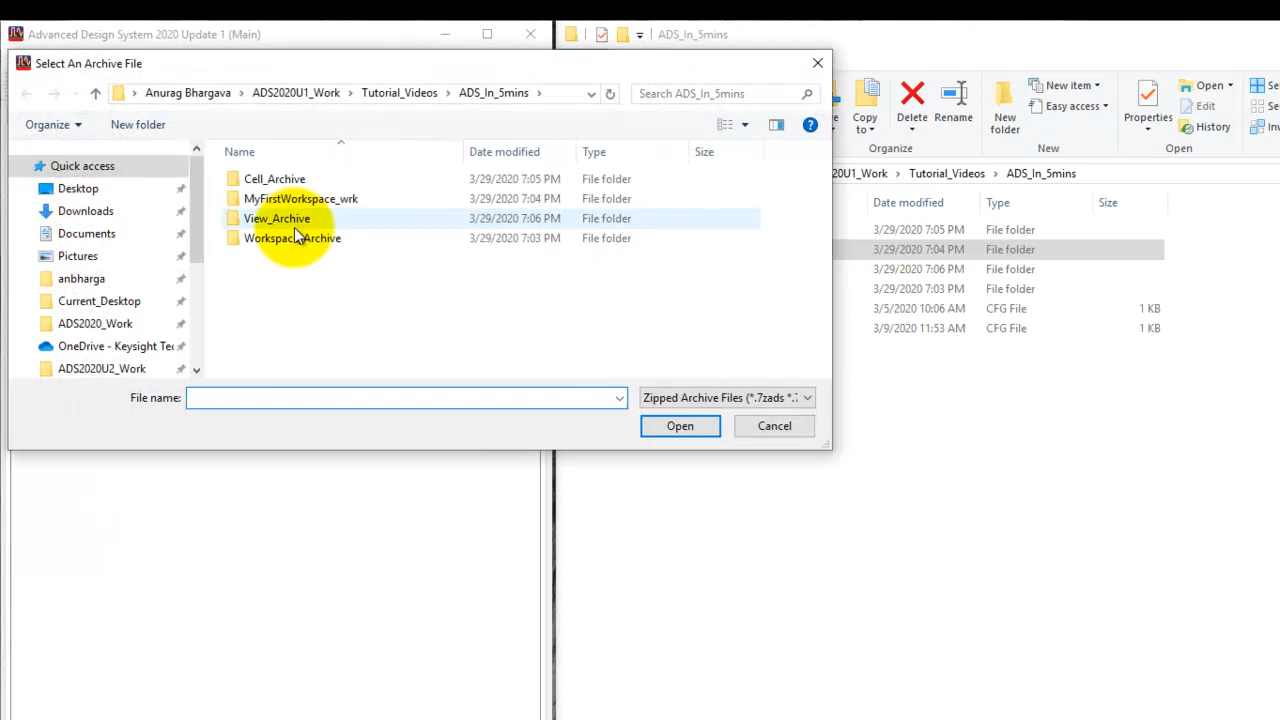 Advanced Design System 2020 Update 1 (Main)
ADS_In_5mins
Select An Archive File
Anurag Bhargava
ADS2020U1_Work
Tutorial_Videos
ADS_In_5mins
Search ADS_In_5mins
Organize
New folder
Name
Date modified
Type
Size
Quick access
Desktop
Downloads
Documents
Pictures
anbharga
Current_Desktop
ADS2020_Work
OneDrive - Keysight Tec
ADS2020U2_Work
Cell_Archive 3/29/2020 7:05 PM File folder
MyFirstWorkspace_wrk 3/29/2020 7:04 PM File folder
View_Archive 3/29/2020 7:06 PM File folder
Workspace_Archive 3/29/2020 7:03 PM File folder
File name:
Zipped Archive Files (*.7zads *.
Open
Cancel
Copy to
Delete
Rename
New folder
New item
Easy access
Properties
Open
Edit
History
Organize
New
Open
20U1_Work
Tutorial_Videos
ADS_In_5mins
Date modified
Type
Size
3/29/2020 7:05 PM File folder
3/29/2020 7:04 PM File folder
3/29/2020 7:06 PM File folder
3/29/2020 7:03 PM File folder
3/5/2020 10:06 AM CFG File 1 KB
3/9/2020 11:53 AM CFG File 1 KB